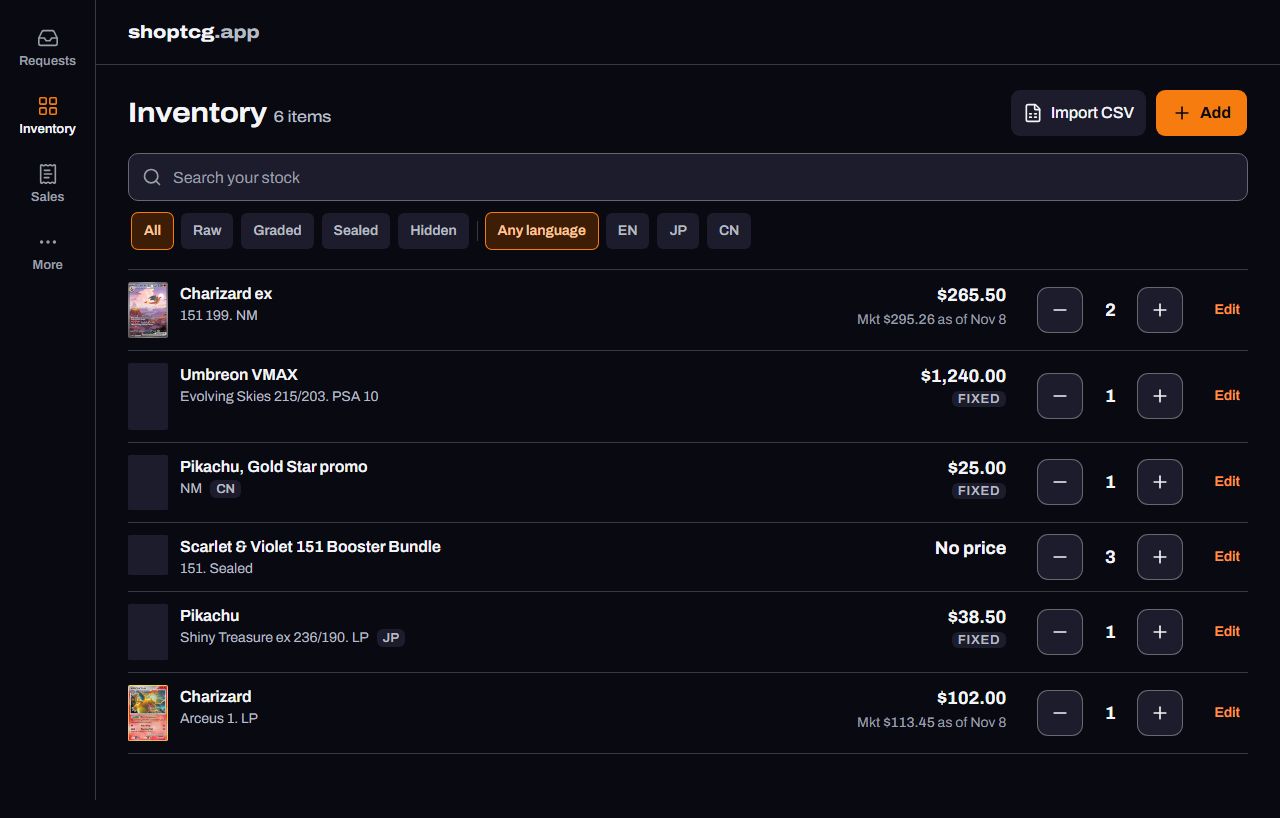 shoptcg.app
Requests
Inventory
Sales
More
Inventory 6 items
Import CSV
Add
Search your stock
All Raw Graded Sealed Hidden Any language EN JP CN
Charizard ex
151 199. NM
$265.50
Mkt $295.26 as of Nov 8
2
Edit
Umbreon VMAX
Evolving Skies 215/203. PSA 10
$1,240.00
FIXED
1
Edit
Pikachu, Gold Star promo
NM CN
$25.00
FIXED
1
Edit
Scarlet & Violet 151 Booster Bundle
151. Sealed
No price
3
Edit
Pikachu
Shiny Treasure ex 236/190. LP JP
$38.50
FIXED
1
Edit
Charizard
Arceus 1. LP
$102.00
Mkt $113.45 as of Nov 8
1
Edit